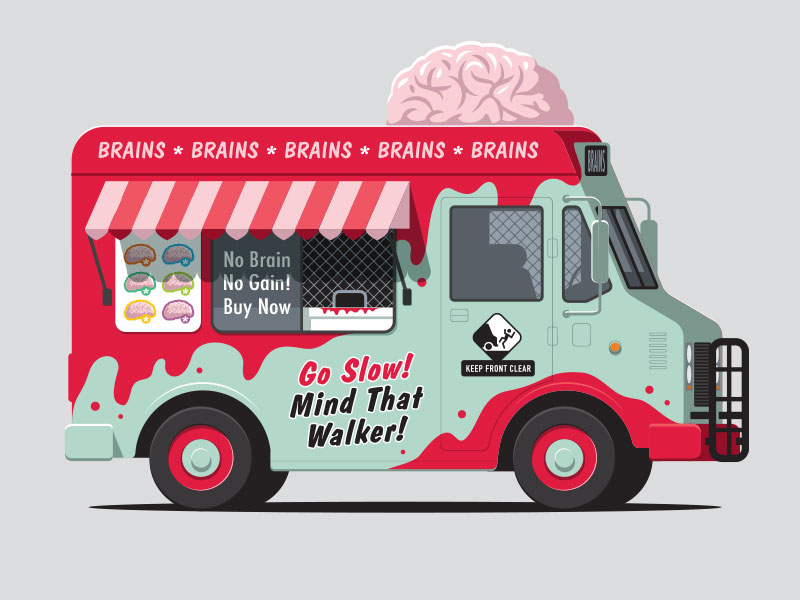 BRAINS * BRAINS * BRAINS * BRAINS * BRAINS
BRAINS
No Brain
No Gain!
Buy Now
KEEP FRONT CLEAR
Go Slow!
Mind That
Walker!